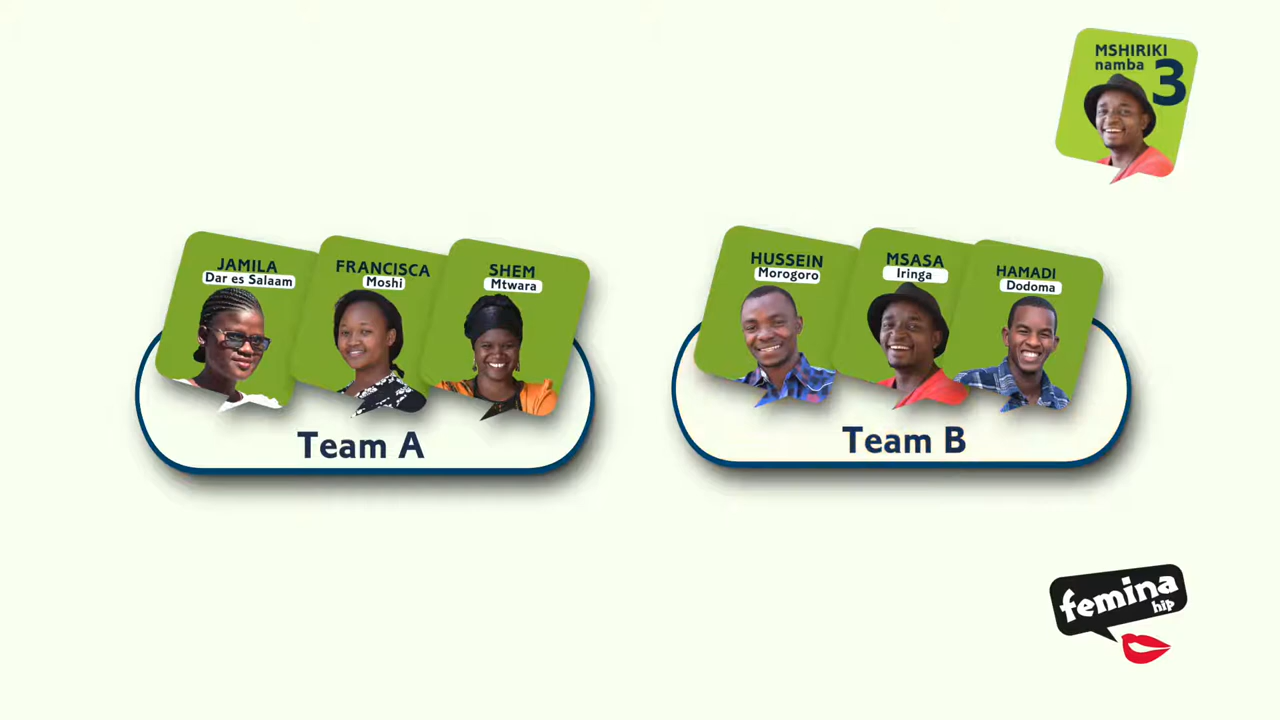 MSHIRIKI
namba 3
JAMILA
Dar es Salaam
FRANCISCA
Moshi
SHEM
Mtwara
Team A
HUSSEIN
Morogoro
MSASA
Iringa
HAMADI
Dodoma
Team B
femina
hip